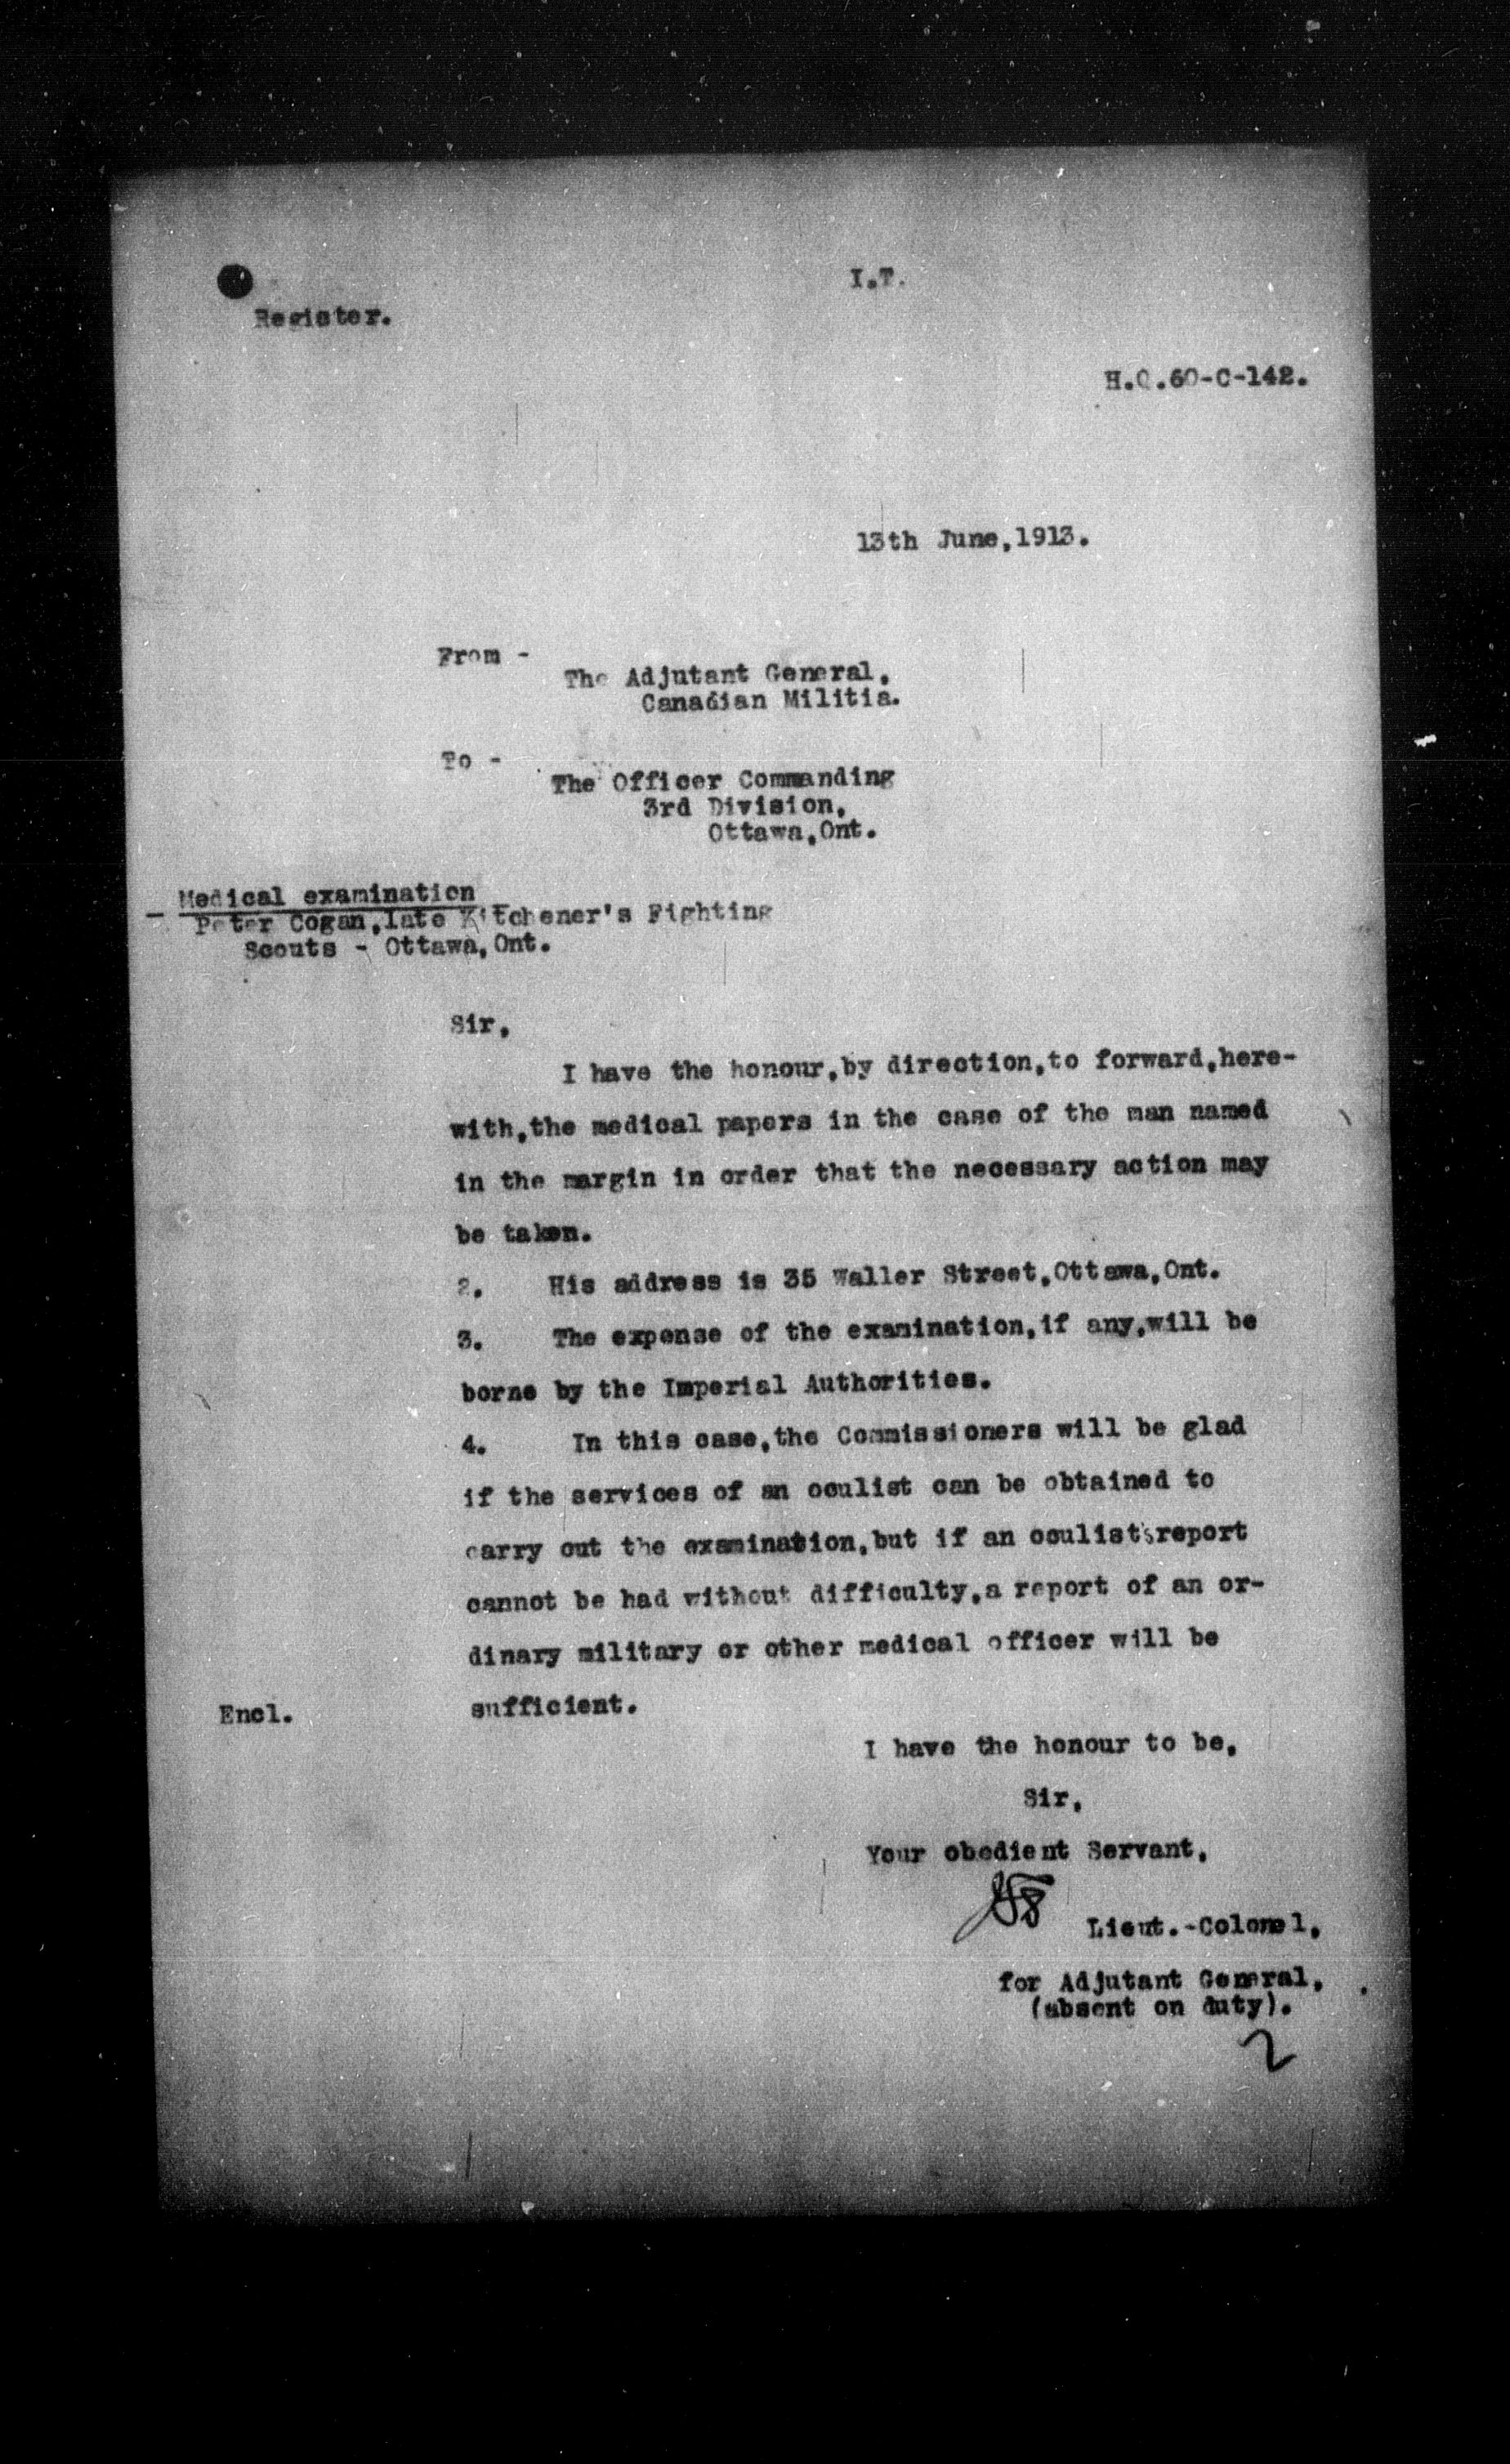 I.T.
Register.
H.Q.60-C-142.
13th June,1913.
From -
The Adjutant General,
Canadian Militia.
To -
The Officer Commanding
3rd Division,
Ottawa,Ont.
Medical examination
Peter Cogan,late Kitchener's Fighting
Scouts - Ottawa,Ont.
Sir,
I have the honour,by direction,to forward,here-
with,the medical papers in the case of the man named
in the margin in order that the necessary action may
be taken.
2. His address is 35 Waller Street,Ottawa,Ont.
3. The expense of the examination,if any,will be
borne by the Imperial Authorities.
4. In this case,the Commissioners will be glad
if the services of an oculist can be obtained to
carry out the examination,but if an oculist's report
cannot be had without difficulty,a report of an or-
dinary military or other medical officer will be
sufficient.
Encl.
I have the honour to be,
Sir,
Your obedient Servant,
Lieut.-Colonel,
for Adjutant General,
(absent on duty).
2